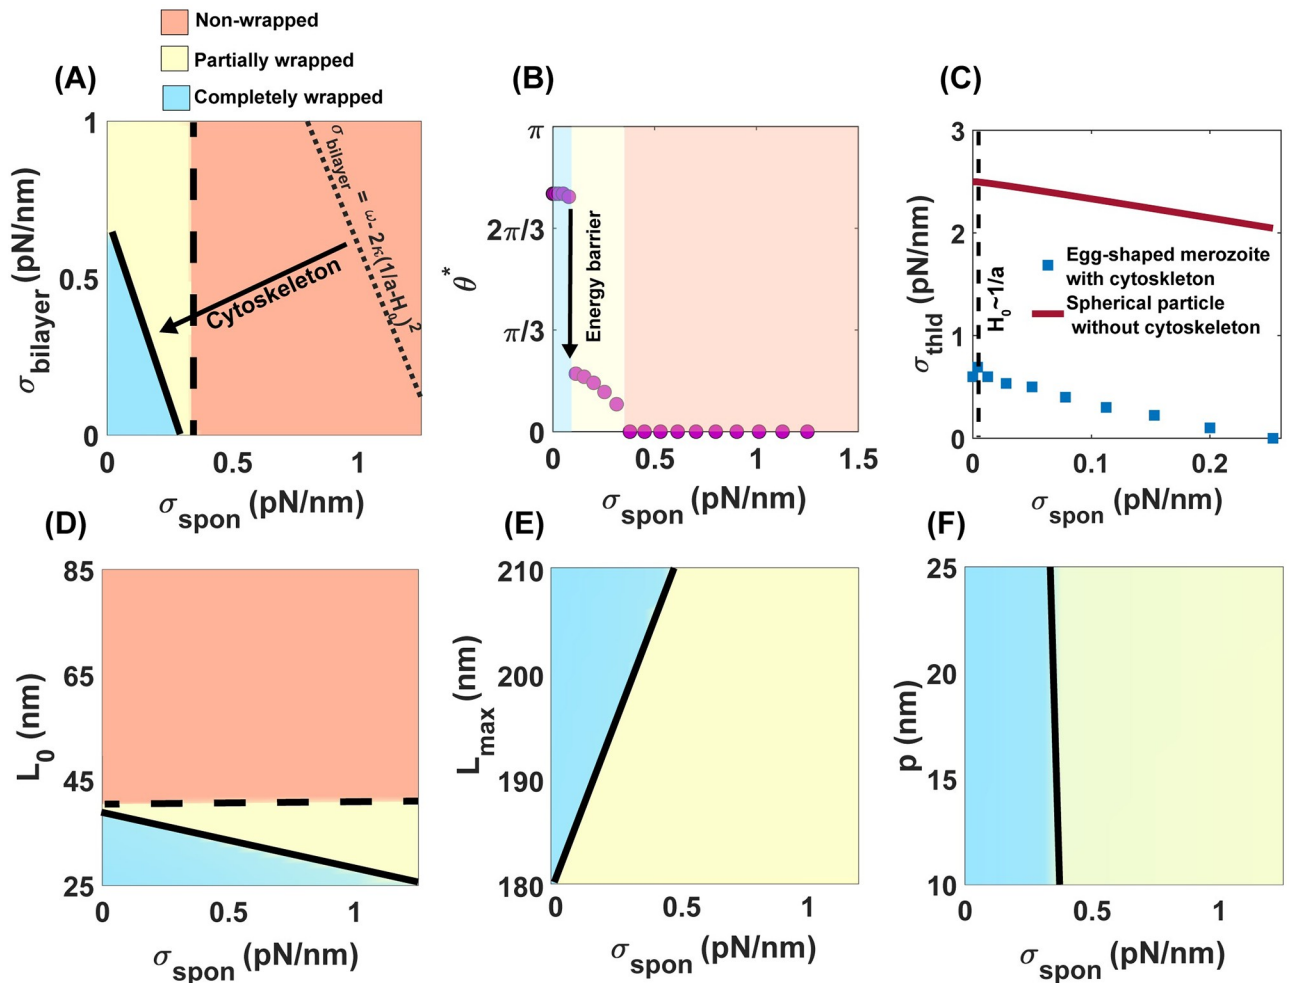 Non-wrapped
Partially wrapped
Completely wrapped
(A)
1
0.5
0
0
0.5
1
σbilayer (pN/nm)
σspon (pN/nm)
σbilayer = ω- 2κ(1/a-H0)2
Cytoskeleton
(B)
π
2π/3
π/3
0
0
0.5
1
1.5
θ*
σspon (pN/nm)
Energy barrier
(C)
3
2
1
0
0
0.1
0.2
σthld (pN/nm)
σspon (pN/nm)
H0~1/a
Egg-shaped merozoite
with cytoskleton
Spherical particle
without cytoskeleton
(D)
85
65
45
25
0
0.5
1
L0 (nm)
σspon (pN/nm)
(E)
210
200
190
180
0
0.5
1
Lmax (nm)
σspon (pN/nm)
(F)
25
20
15
10
0
0.5
1
p (nm)
σspon (pN/nm)